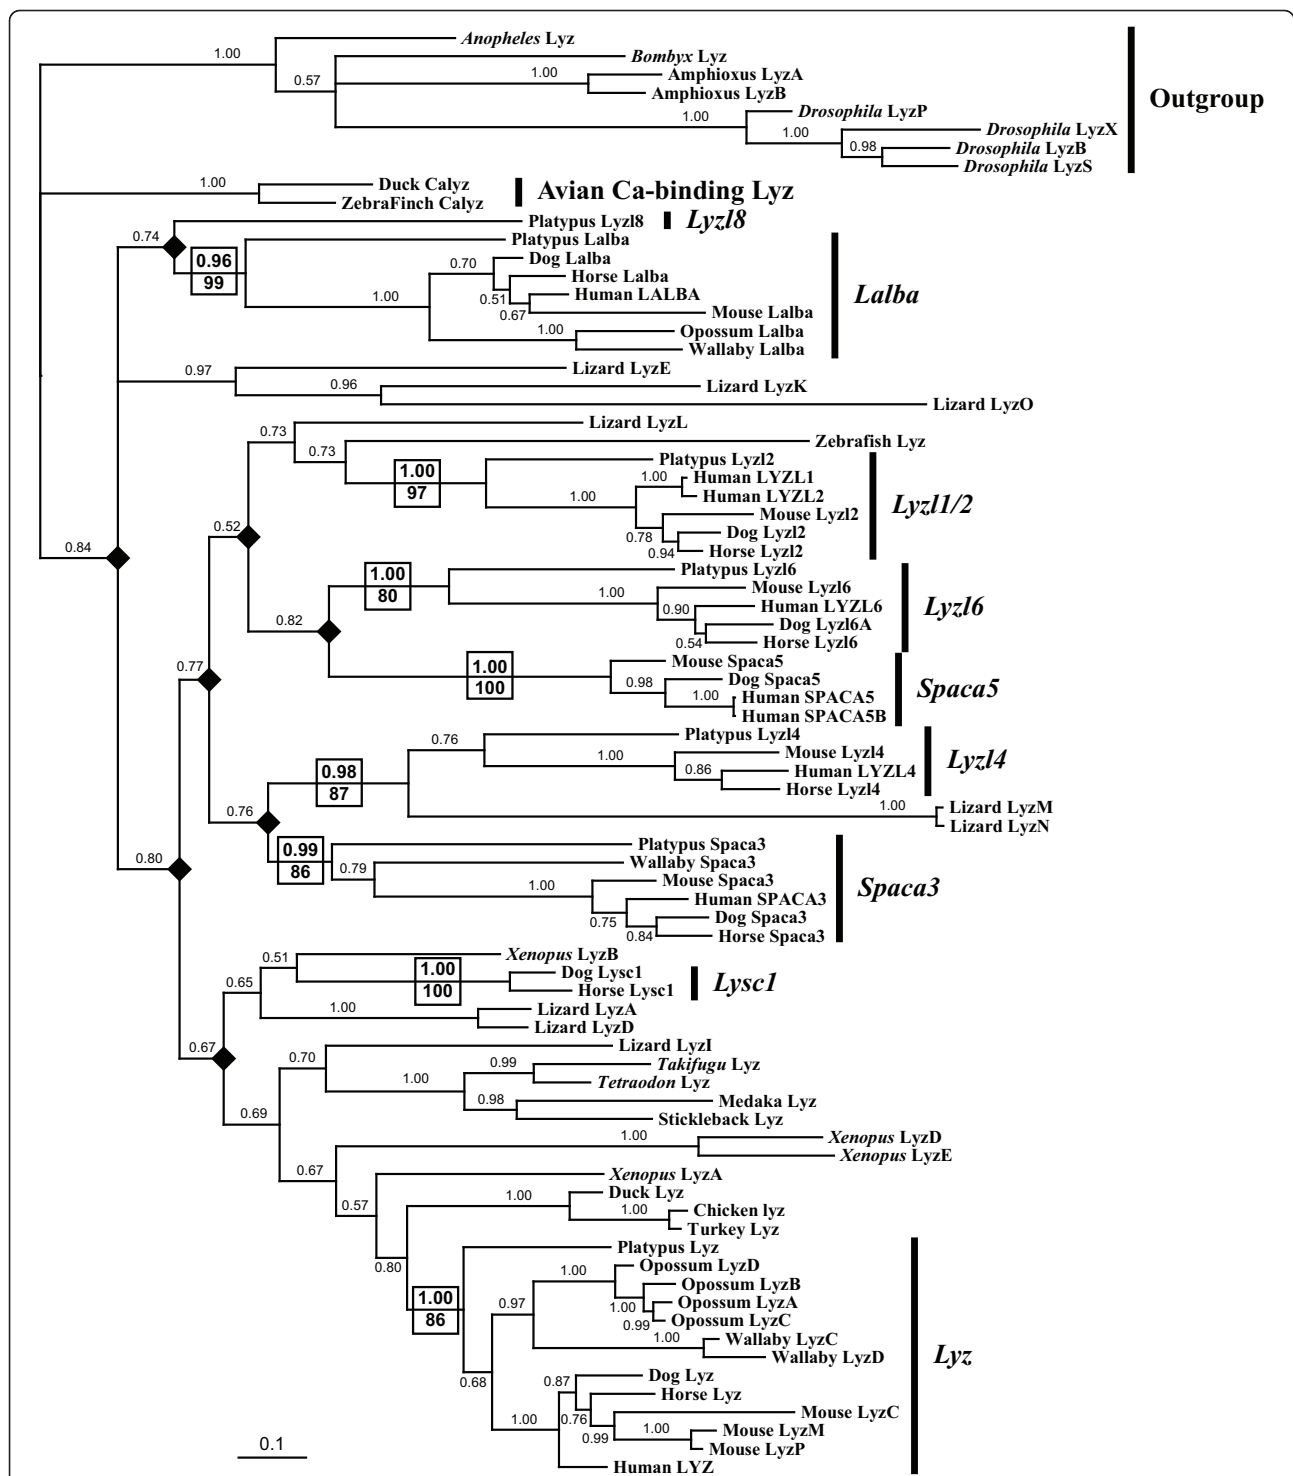 Anopheles Lyz
1.00
Bombyx Lyz
0.57
1.00
Amphioxus LyzA
Amphioxus LyzB
Outgroup
Drosophila LyzP
1.00
1.00
Drosophila LyzX
0.98
Drosophila LyzB
Drosophila LyzS
1.00
Duck Calyz
ZebraFinch Calyz
Avian Ca-binding Lyz
Platypus Lyzl8
Lyzl8
0.74
Platypus Lalba
0.96
99
Dog Lalba
0.70
Horse Lalba
0.51
Human LALBA
0.67
Mouse Lalba
1.00
Lalba
1.00
Opossum Lalba
Wallaby Lalba
Lizard LyzE
0.97
0.96
Lizard LyzK
Lizard LyzO
Lizard LyzL
0.73
Zebrafish Lyz
0.73
Platypus Lyzl2
1.00
97
1.00
Human LYZL1
Human LYZL2
1.00
Mouse Lyzl2
0.78
Dog Lyzl2
0.94
Horse Lyzl2
Lyzl1/2
0.52
0.84
Platypus Lyzl6
1.00
80
Mouse Lyzl6
1.00
Human LYZL6
0.90
Dog Lyzl6A
0.54
Horse Lyzl6
Lyzl6
0.82
Mouse Spaca5
1.00
100
Dog Spaca5
0.98
1.00
Human SPACA5
Human SPACA5B
Spaca5
0.77
Platypus Lyzl4
0.76
Mouse Lyzl4
1.00
Human LYZL4
0.86
Horse Lyzl4
Lyzl4
0.98
87
1.00
Lizard LyzM
Lizard LyzN
0.76
Platypus Spaca3
0.99
86
Wallaby Spaca3
0.79
Mouse Spaca3
1.00
Human SPACA3
0.75
Dog Spaca3
0.84
Horse Spaca3
Spaca3
0.80
Xenopus LyzB
0.51
Dog Lysc1
1.00
100
Horse Lysc1
Lysc1
0.65
1.00
Lizard LyzA
Lizard LyzD
0.67
Lizard LyzI
0.70
0.99
Takifugu Lyz
Tetraodon Lyz
1.00
0.98
Medaka Lyz
Stickleback Lyz
0.69
1.00
Xenopus LyzD
Xenopus LyzE
0.67
Xenopus LyzA
0.57
Duck Lyz
1.00
1.00
Chicken lyz
Turkey Lyz
0.80
Platypus Lyz
1.00
86
Opossum LyzD
1.00
Opossum LyzB
1.00
Opossum LyzA
0.99
Opossum LyzC
0.97
1.00
Wallaby LyzC
Wallaby LyzD
Lyz
0.68
Dog Lyz
0.87
Horse Lyz
0.76
Mouse LyzC
0.99
1.00
Mouse LyzM
Mouse LyzP
1.00
Human LYZ
0.1